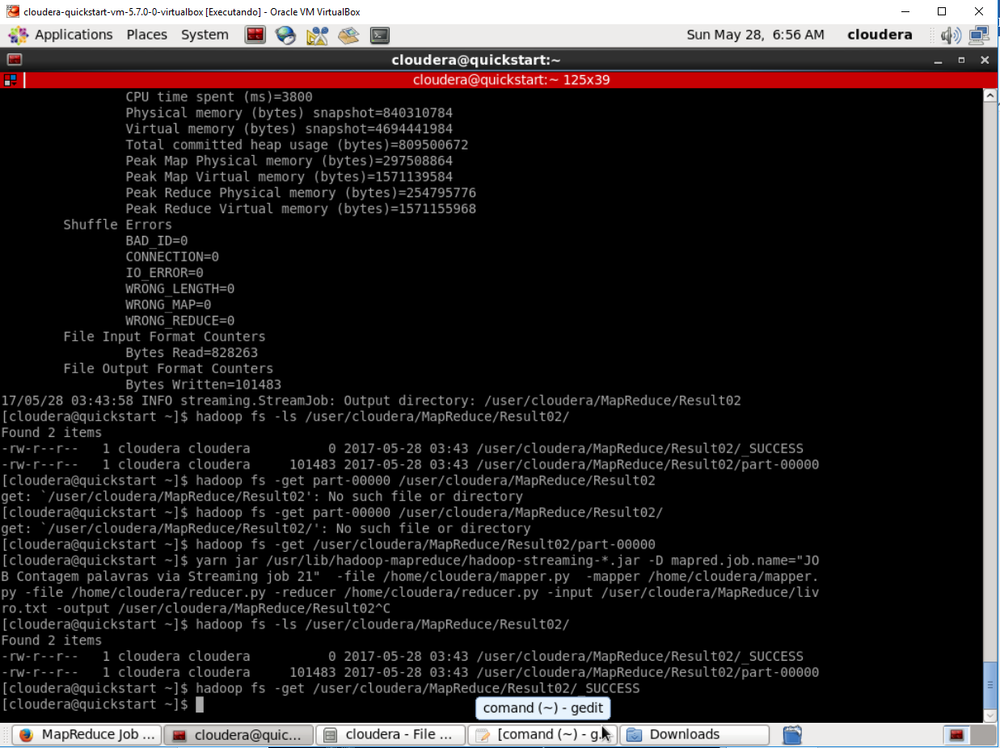 cloudera-quickstart-vm-5.7.0-0-virtualbox [Executando] - Oracle VM VirtualBox
Applications Places System Sun May 28, 6:56 AM cloudera
cloudera@quickstart:~
cloudera@quickstart:~ 125x39
CPU time spent (ms)=3800
Physical memory (bytes) snapshot=840310784
Virtual memory (bytes) snapshot=4694441984
Total committed heap usage (bytes)=809500672
Peak Map Physical memory (bytes)=297508864
Peak Map Virtual memory (bytes)=1571139584
Peak Reduce Physical memory (bytes)=254795776
Peak Reduce Virtual memory (bytes)=1571155968
Shuffle Errors
BAD_ID=0
CONNECTION=0
IO_ERROR=0
WRONG_LENGTH=0
WRONG_MAP=0
WRONG_REDUCE=0
File Input Format Counters
Bytes Read=828263
File Output Format Counters
Bytes Written=101483
17/05/28 03:43:58 INFO streaming.StreamJob: Output directory: /user/cloudera/MapReduce/Result02
[cloudera@quickstart ~]$ hadoop fs -ls /user/cloudera/MapReduce/Result02/
Found 2 items
-rw-r--r-- 1 cloudera cloudera 0 2017-05-28 03:43 /user/cloudera/MapReduce/Result02/_SUCCESS
-rw-r--r-- 1 cloudera cloudera 101483 2017-05-28 03:43 /user/cloudera/MapReduce/Result02/part-00000
[cloudera@quickstart ~]$ hadoop fs -get part-00000 /user/cloudera/MapReduce/Result02
get: `/user/cloudera/MapReduce/Result02': No such file or directory
[cloudera@quickstart ~]$ hadoop fs -get part-00000 /user/cloudera/MapReduce/Result02/
get: `/user/cloudera/MapReduce/Result02/': No such file or directory
[cloudera@quickstart ~]$ hadoop fs -get /user/cloudera/MapReduce/Result02/part-00000
[cloudera@quickstart ~]$ yarn jar /usr/lib/hadoop-mapreduce/hadoop-streaming-*.jar -D mapred.job.name="JO
B Contagem palavras via Streaming job 21" -file /home/cloudera/mapper.py -mapper /home/cloudera/mapper.
py -file /home/cloudera/reducer.py -reducer /home/cloudera/reducer.py -input /user/cloudera/MapReduce/liv
ro.txt -output /user/cloudera/MapReduce/Result02^C
[cloudera@quickstart ~]$ hadoop fs -ls /user/cloudera/MapReduce/Result02/
Found 2 items
-rw-r--r-- 1 cloudera cloudera 0 2017-05-28 03:43 /user/cloudera/MapReduce/Result02/_SUCCESS
-rw-r--r-- 1 cloudera cloudera 101483 2017-05-28 03:43 /user/cloudera/MapReduce/Result02/part-00000
[cloudera@quickstart ~]$ hadoop fs -get /user/cloudera/MapReduce/Result02/_SUCCESS
[cloudera@quickstart ~]$
comand (~) - gedit
MapReduce Job ... cloudera@quic... cloudera - File ... [comand (~) - g... Downloads